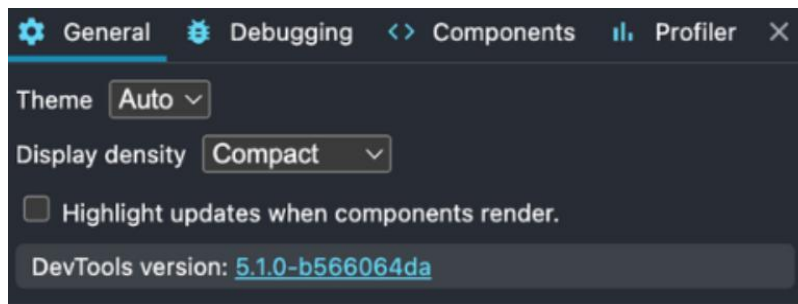 General Debugging Components Profiler
Theme Auto
Display density Compact
Highlight updates when components render.
DevTools version: 5.1.0-b566064da